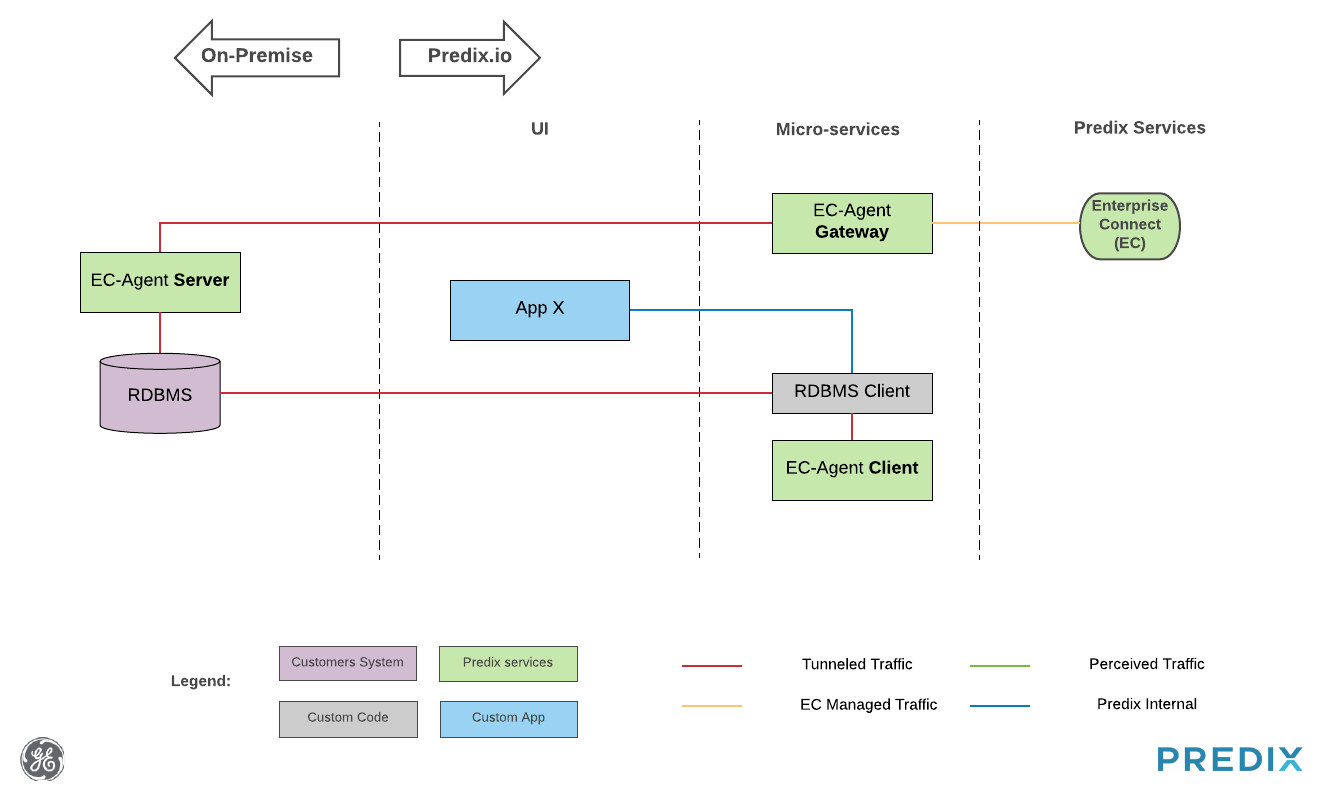 On-Premise
Predix.io
UI
Micro-services
Predix Services
EC-Agent
Gateway
Enterprise
Connect
(EC)
EC-Agent Server
App X
RDBMS
RDBMS Client
EC-Agent Client
Legend:
Customers System
Predix services
Custom Code
Custom App
Tunneled Traffic
Perceived Traffic
EC Managed Traffic
Predix Internal
GE
PREDIX